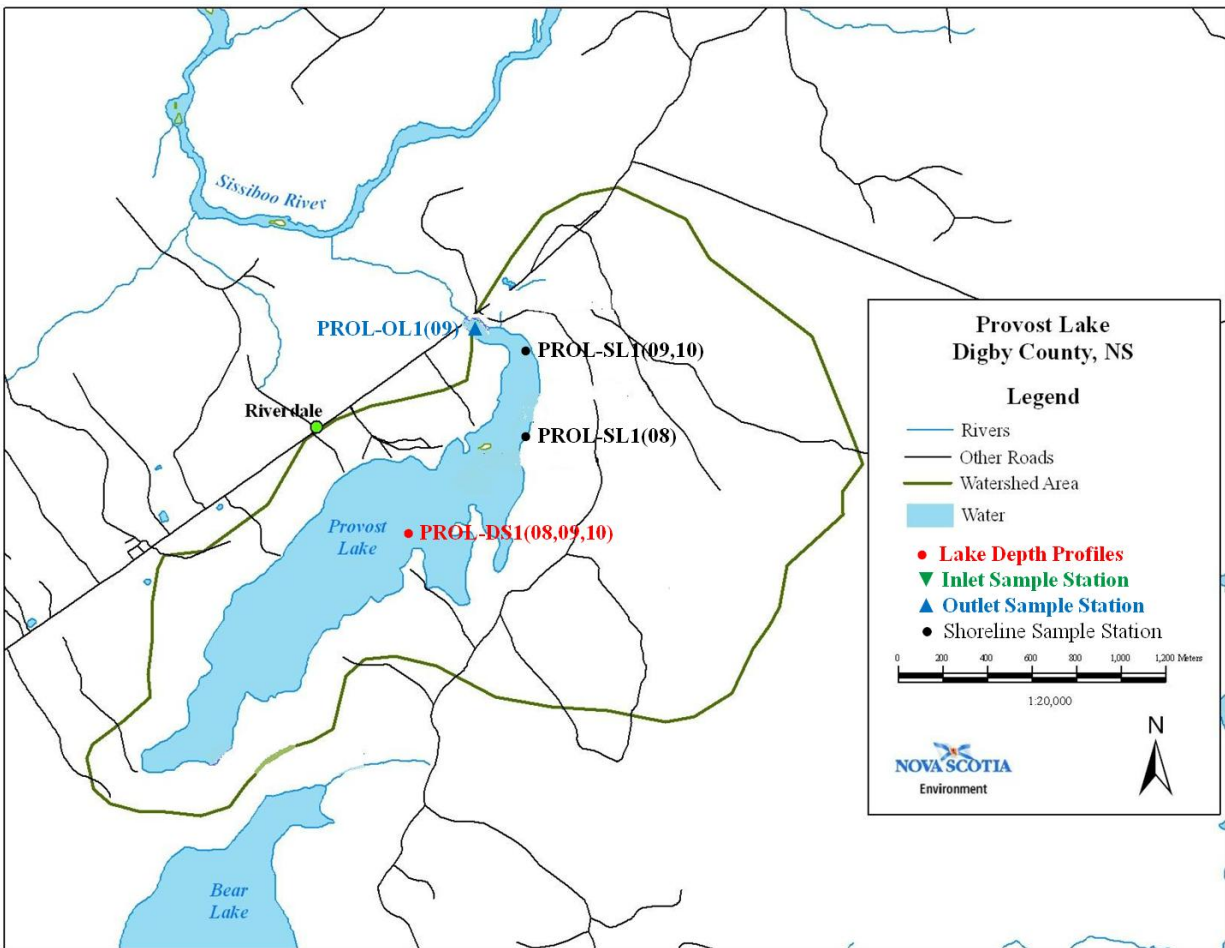 Sissiboo River
PROL-OL1(09)
PROL-SL1(09,10)
Riverdale
PROL-SL1(08)
Provost
Lake
PROL-DS1(08,09,10)
Bear
Lake
Provost Lake
Digby County, NS
Legend
Rivers
Other Roads
Watershed Area
Water
Lake Depth Profiles
Inlet Sample Station
Outlet Sample Station
Shoreline Sample Station
0 200 400 600 800 1,000 1,200 Meters
1:20,000
N
NOVA SCOTIA
Environment